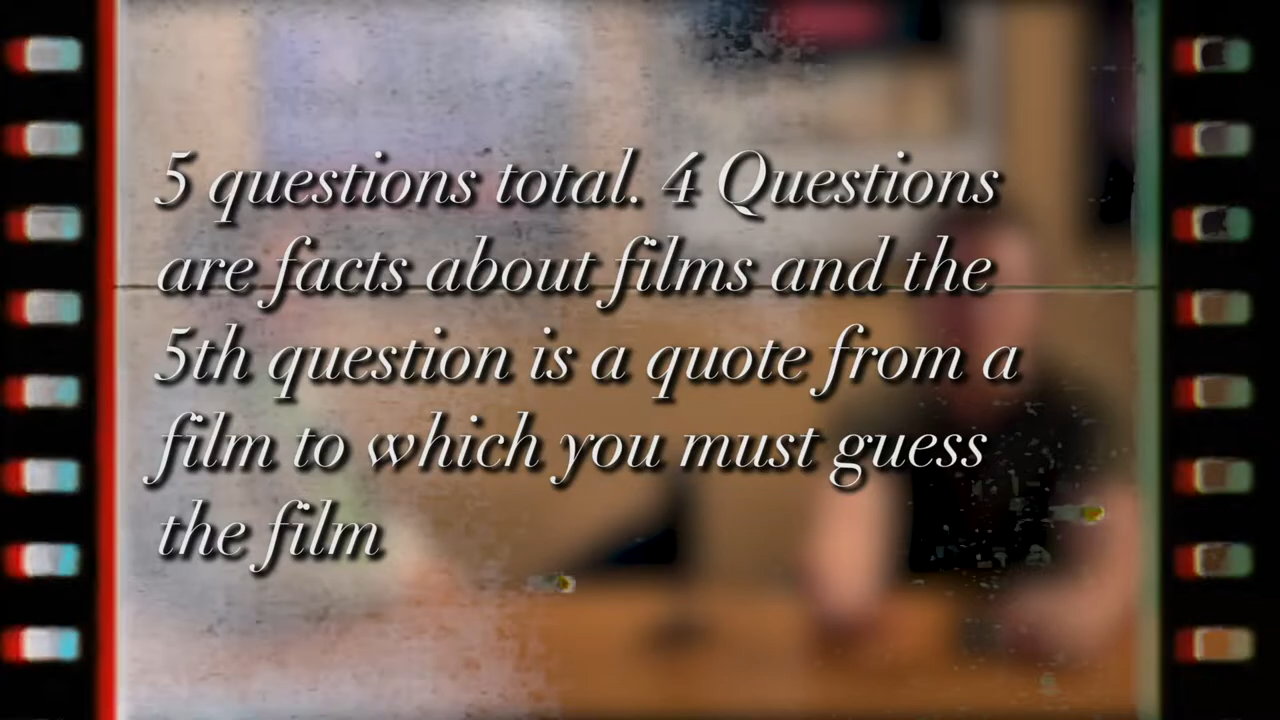 5 questions total. 4 Questions
are facts about films and the
5th question is a quote from a
film to which you must guess
the film